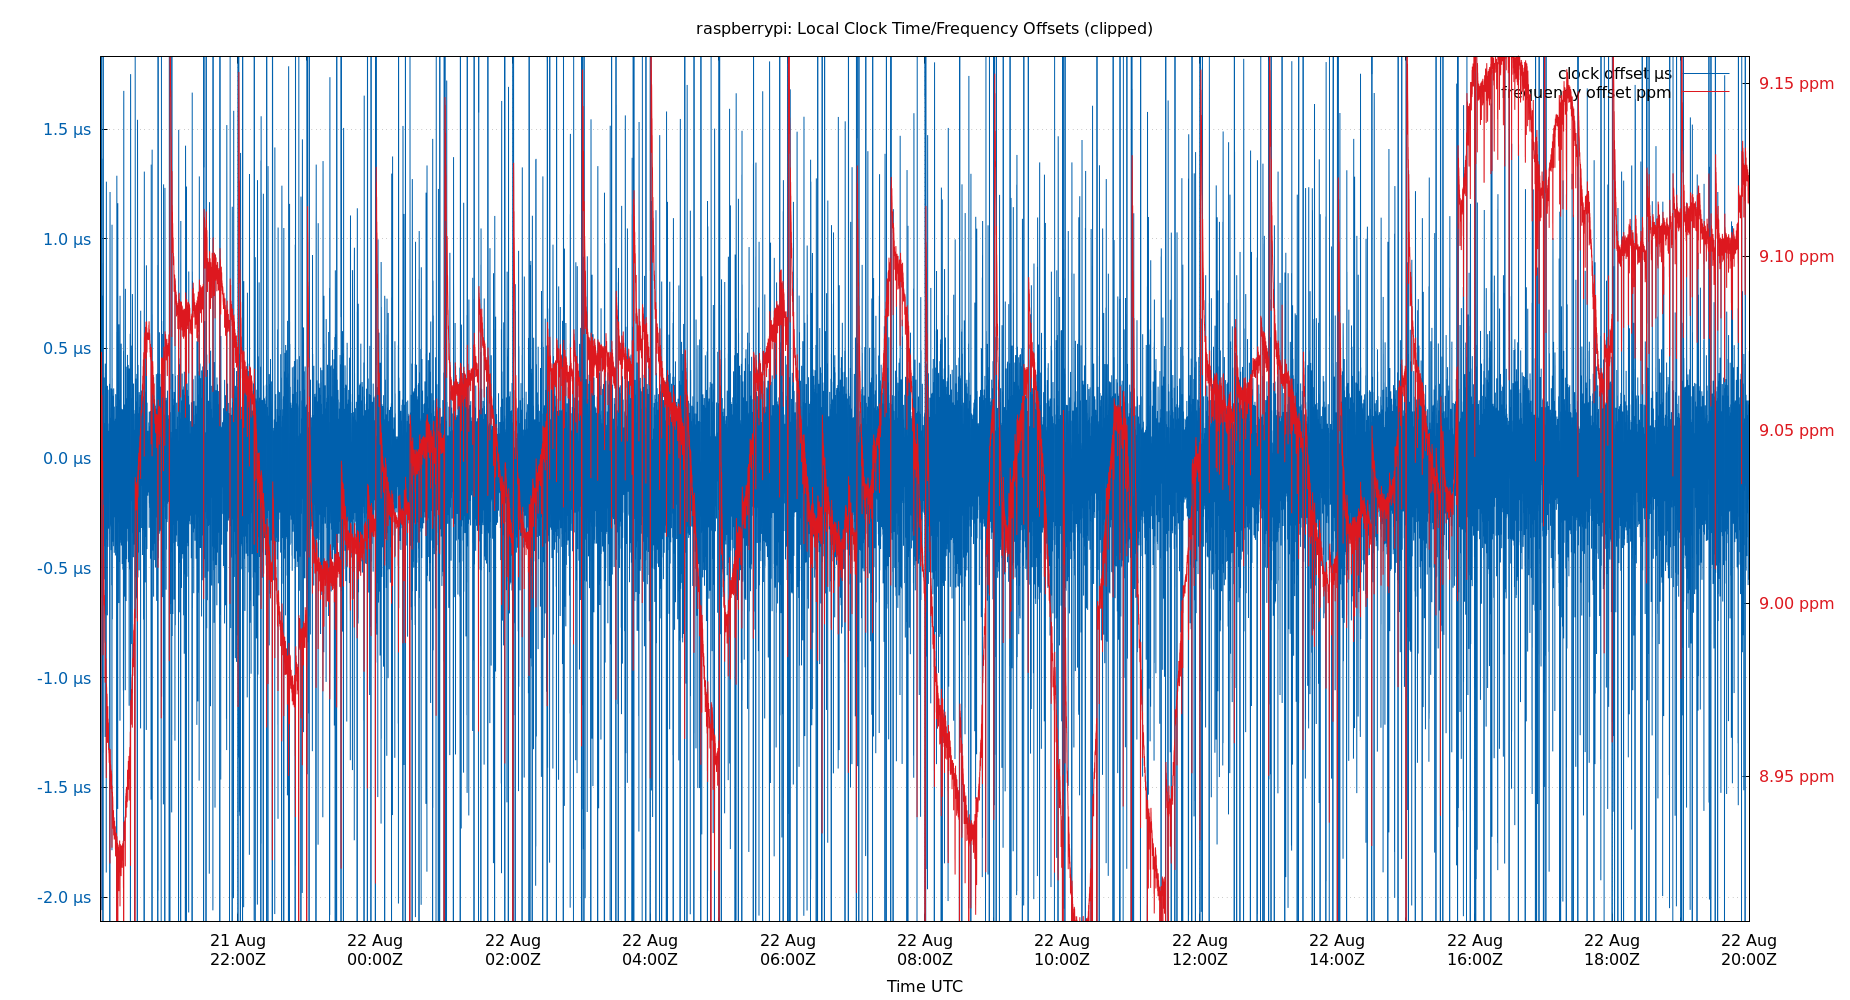 raspberrypi: Local Clock Time/Frequency Offsets (clipped)
clock offset µs
frequency offset ppm
1.5 µs
1.0 µs
0.5 µs
0.0 µs
-0.5 µs
-1.0 µs
-1.5 µs
-2.0 µs
9.15 ppm
9.10 ppm
9.05 ppm
9.00 ppm
8.95 ppm
21 Aug
22:00Z
22 Aug
00:00Z
22 Aug
02:00Z
22 Aug
04:00Z
22 Aug
06:00Z
22 Aug
08:00Z
22 Aug
10:00Z
22 Aug
12:00Z
22 Aug
14:00Z
22 Aug
16:00Z
22 Aug
18:00Z
22 Aug
20:00Z
Time UTC